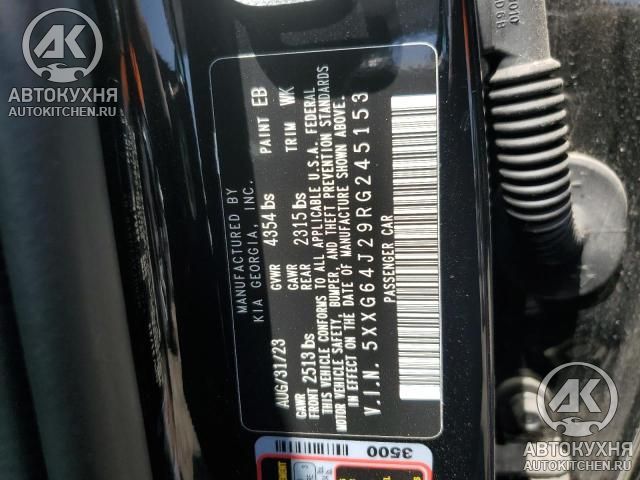 MANUFACTURED BY
KIA GEORGIA, INC.
AUG/31/23 GVWR 4354 lbs PAINT EB
GAWR FRONT 2513 lbs GAWR REAR 2315 lbs TRIM WK
THIS VEHICLE CONFORMS TO ALL APPLICABLE U.S.A. FEDERAL
MOTOR VEHICLE SAFETY, BUMPER, AND THEFT PREVENTION STANDARDS
IN EFFECT ON THE DATE OF MANUFACTURE SHOWN ABOVE.
V.I.N. 5XXG64J29RG245153
PASSENGER CAR
3500
АК
АВТОКУХНЯ
AUTOKITCHEN.RU
АК
АВТОКУХНЯ
AUTOKITCHEN.RU